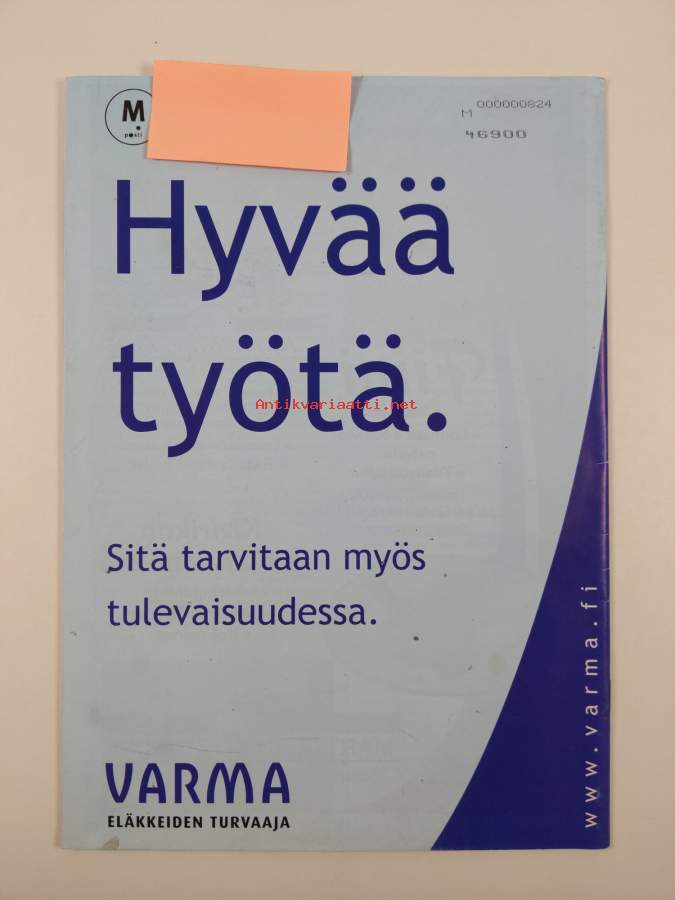 M
posti
000000824
M
46900
Hyvää
työtä.
Antikvariaatti.net
Sitä tarvitaan myös
tulevaisuudessa.
www.varma.fi
VARMA
ELÄKKEIDEN TURVAAJA